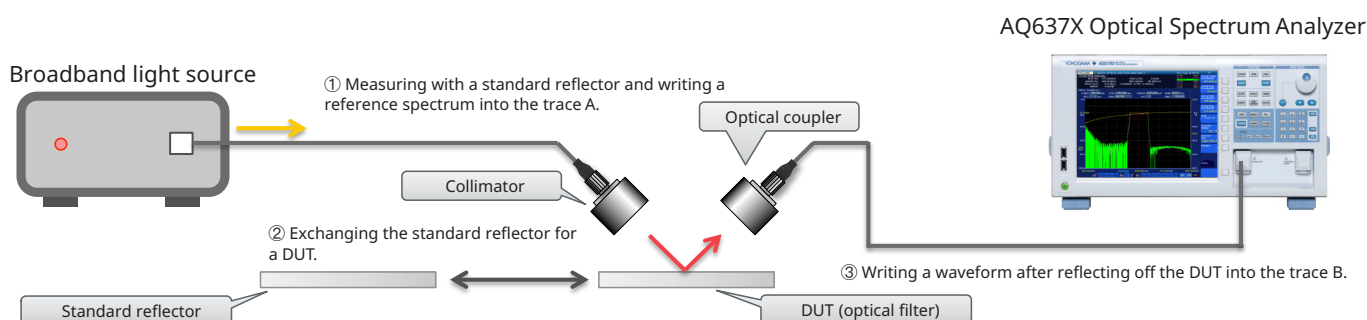 AQ637X Optical Spectrum Analyzer
Broadband light source
① Measuring with a standard reflector and writing a
reference spectrum into the trace A.
Optical coupler
Collimator
② Exchanging the standard reflector for
a DUT.
③ Writing a waveform after reflecting off the DUT into the trace B.
Standard reflector
DUT (optical filter)
YOKOGAWA